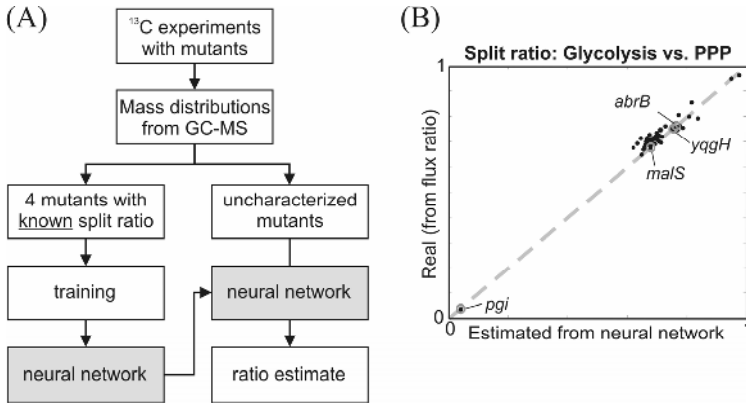 (A)
¹³C experiments
with mutants
Mass distributions
from GC-MS
4 mutants with
known split ratio
uncharacterized
mutants
training
neural network
neural network
ratio estimate
(B)
Split ratio: Glycolysis vs. PPP
1
Real (from flux ratio)
abrB
yqgH
malS
pgi
0
0
Estimated from neural network